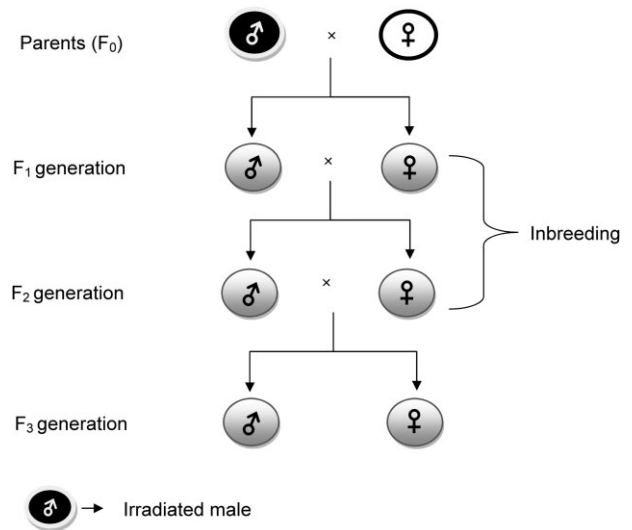 Parents (F₀) ♂ × ♀
F₁ generation ♂ × ♀
Inbreeding
F₂ generation ♂ × ♀
F₃ generation ♂ ♀
♂ → Irradiated male